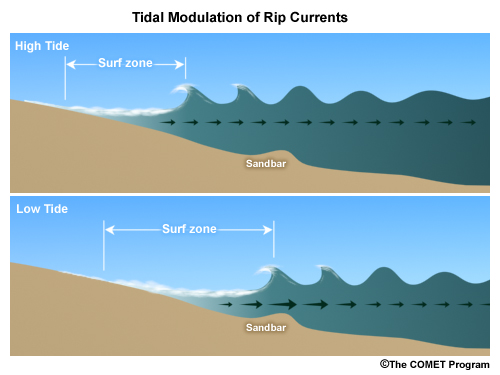 Tidal Modulation of Rip Currents
High Tide
Surf zone
Sandbar
Low Tide
Surf zone
Sandbar
©The COMET Program